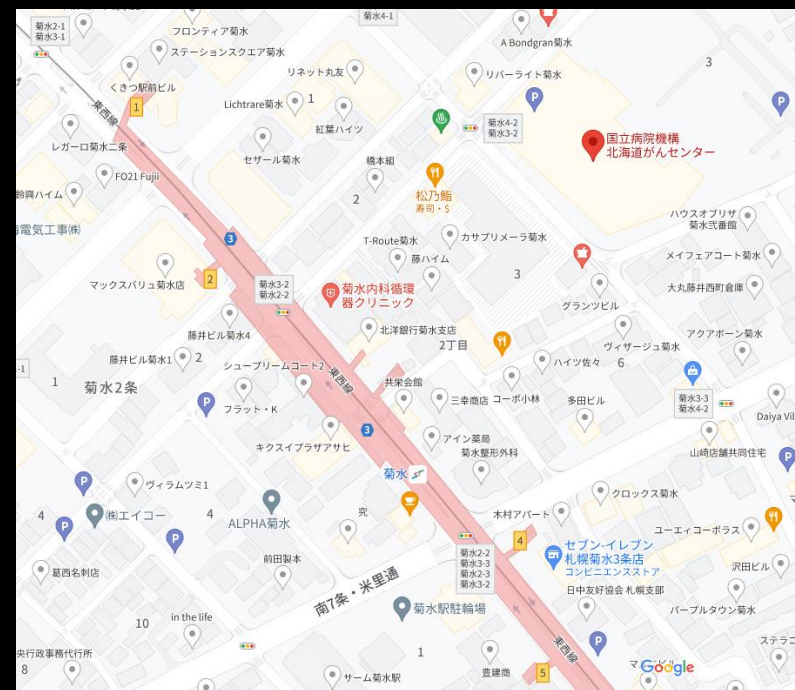 菊水2-1
菊水3-1
フロンティア菊水
ステーションスクエア菊水
菊水4-1
A Bondgran菊水
くきつ駅前ビル
リネット丸友
リバーライト菊水
3
P
P
1
Lichtrare菊水
1
東西線
紅葉ハイツ
菊水4-2
菊水3-2
国立病院機構
北海道がんセンター
レガーロ菊水二条
セザール菊水
橋本組
FO21 Fujii
鈴興ハイム
2
松乃鮨
寿司・$
ハウスオブリザ
菊水弐番館
電気工事㈱
3
T-Route菊水
カサプリメーラ菊水
藤ハイム
メイフェアコート菊水
マックスバリュ菊水店
2
菊水3-2
菊水2-2
菊水内科循環
器クリニック
3
グランツビル
大丸藤井西町倉庫
藤井ビル菊水4
北洋銀行菊水支店
2丁目
ヴィザージュ菊水
アクアボーン菊水
藤井ビル菊水1
2
シュープリームコート2
東西線
ハイツ佐々
6
1
菊水2条
共栄会館
菊水3-3
菊水4-2
P
フラット・K
三幸商店
コーポ小林
多田ビル
Daiya Vil
キクスイプラザアサヒ
3
アイン薬局
菊水整形外科
山崎店舗共同住宅
P
P
ヴィラムツミ1
菊水
クロックス菊水
4
㈱エイコー
4
ALPHA菊水
究
木村アパート
ユーエィコーポラス
P
P
4
セブン-イレブン
札幌菊水3条店
コンビニエンスストア
菊水2-2
菊水3-3
菊水2-3
菊水3-2
葛西名刺店
前田製本
沢田ビル
南7条・米里通
日中友好協会 札幌支部
パープルタウン菊水
10
in the life
菊水駅駐輪場
P
東西線
ステラコ
央行政事務代行所
8
1
サーム菊水駅
豊建商
5
Google